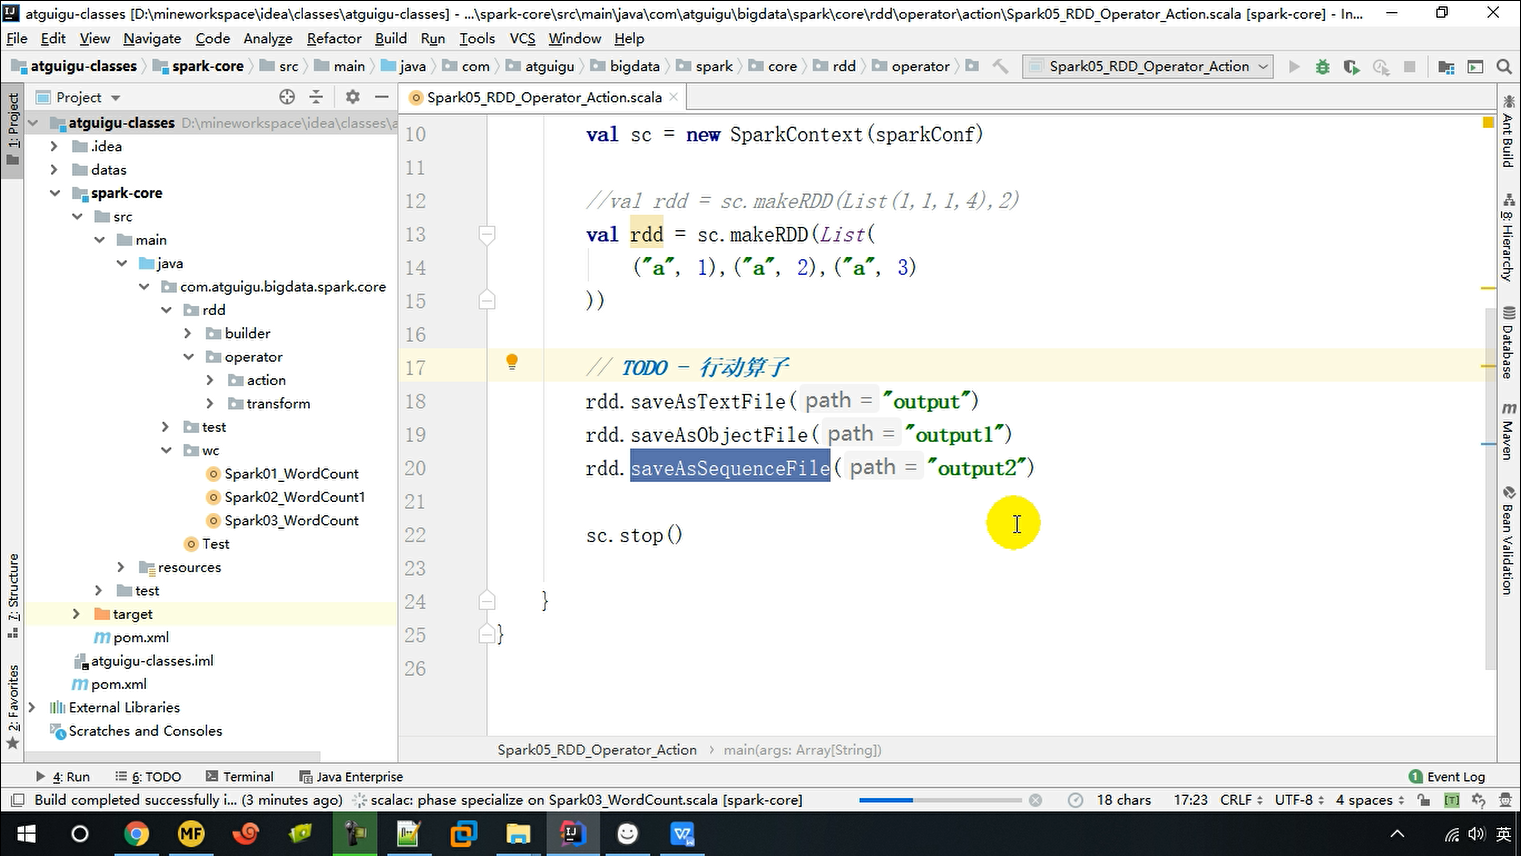 atguigu-classes [D:\mineworkspace\idea\classes\atguigu-classes] - ...\spark-core\src\main\java\com\atguigu\bigdata\spark\core\rdd\operator\action\Spark05_RDD_Operator_Action.scala [spark-core] - In...
File Edit View Navigate Code Analyze Refactor Build Run Tools VCS Window Help
atguigu-classes spark-core src main java com atguigu bigdata spark core rdd operator Spark05_RDD_Operator_Action
Project
Spark05_RDD_Operator_Action.scala
1: Project
7: Structure
2: Favorites
atguigu-classes D:\mineworkspace\idea\classes\a
.idea
datas
spark-core
src
main
java
com.atguigu.bigdata.spark.core
rdd
builder
operator
action
transform
test
wc
Spark01_WordCount
Spark02_WordCount1
Spark03_WordCount
Test
resources
test
target
pom.xml
atguigu-classes.iml
pom.xml
External Libraries
Scratches and Consoles
10 val sc = new SparkContext(sparkConf)
11
12 //val rdd = sc.makeRDD(List(1,1,1,4),2)
13 val rdd = sc.makeRDD(List(
14 ("a", 1),("a", 2),("a", 3)
15 ))
16
17 // TODO - 行动算子
18 rdd.saveAsTextFile( path = "output")
19 rdd.saveAsObjectFile( path = "output1")
20 rdd.saveAsSequenceFile( path = "output2")
21
22 sc.stop()
23
24 }
25 }
26
Spark05_RDD_Operator_Action main(args: Array[String])
Ant Build
8: Hierarchy
Database
Maven
Bean Validation
4: Run 6: TODO Terminal Java Enterprise 1 Event Log
Build completed successfully i... (3 minutes ago) scalac: phase specialize on Spark03_WordCount.scala [spark-core] 18 chars 17:23 CRLF UTF-8 4 spaces
英